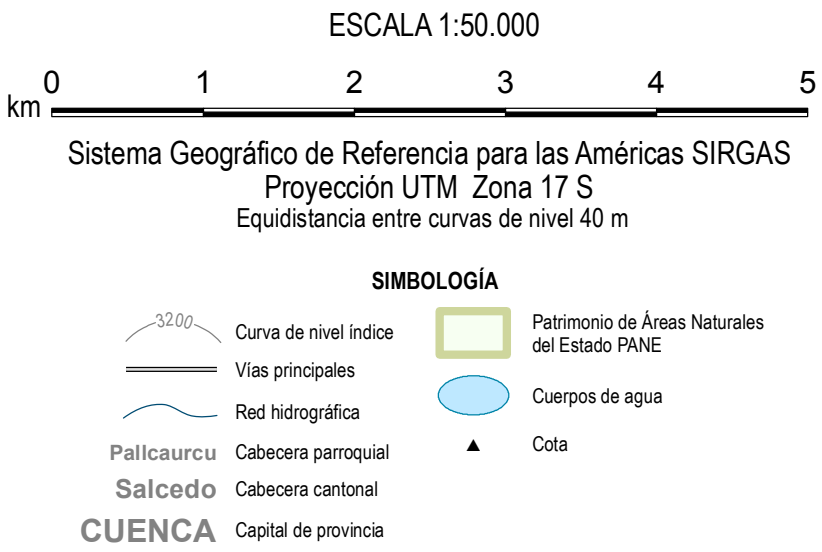 ESCALA 1:50.000
0 1 2 3 4 5
km
Sistema Geográfico de Referencia para las Américas SIRGAS
Proyección UTM Zona 17 S
Equidistancia entre curvas de nivel 40 m
SIMBOLOGÍA
3200 Curva de nivel índice
Vías principales
Red hidrográfica
Pallcaurcu Cabecera parroquial
Salcedo Cabecera cantonal
CUENCA Capital de provincia
Patrimonio de Áreas Naturales
del Estado PANE
Cuerpos de agua
Cota